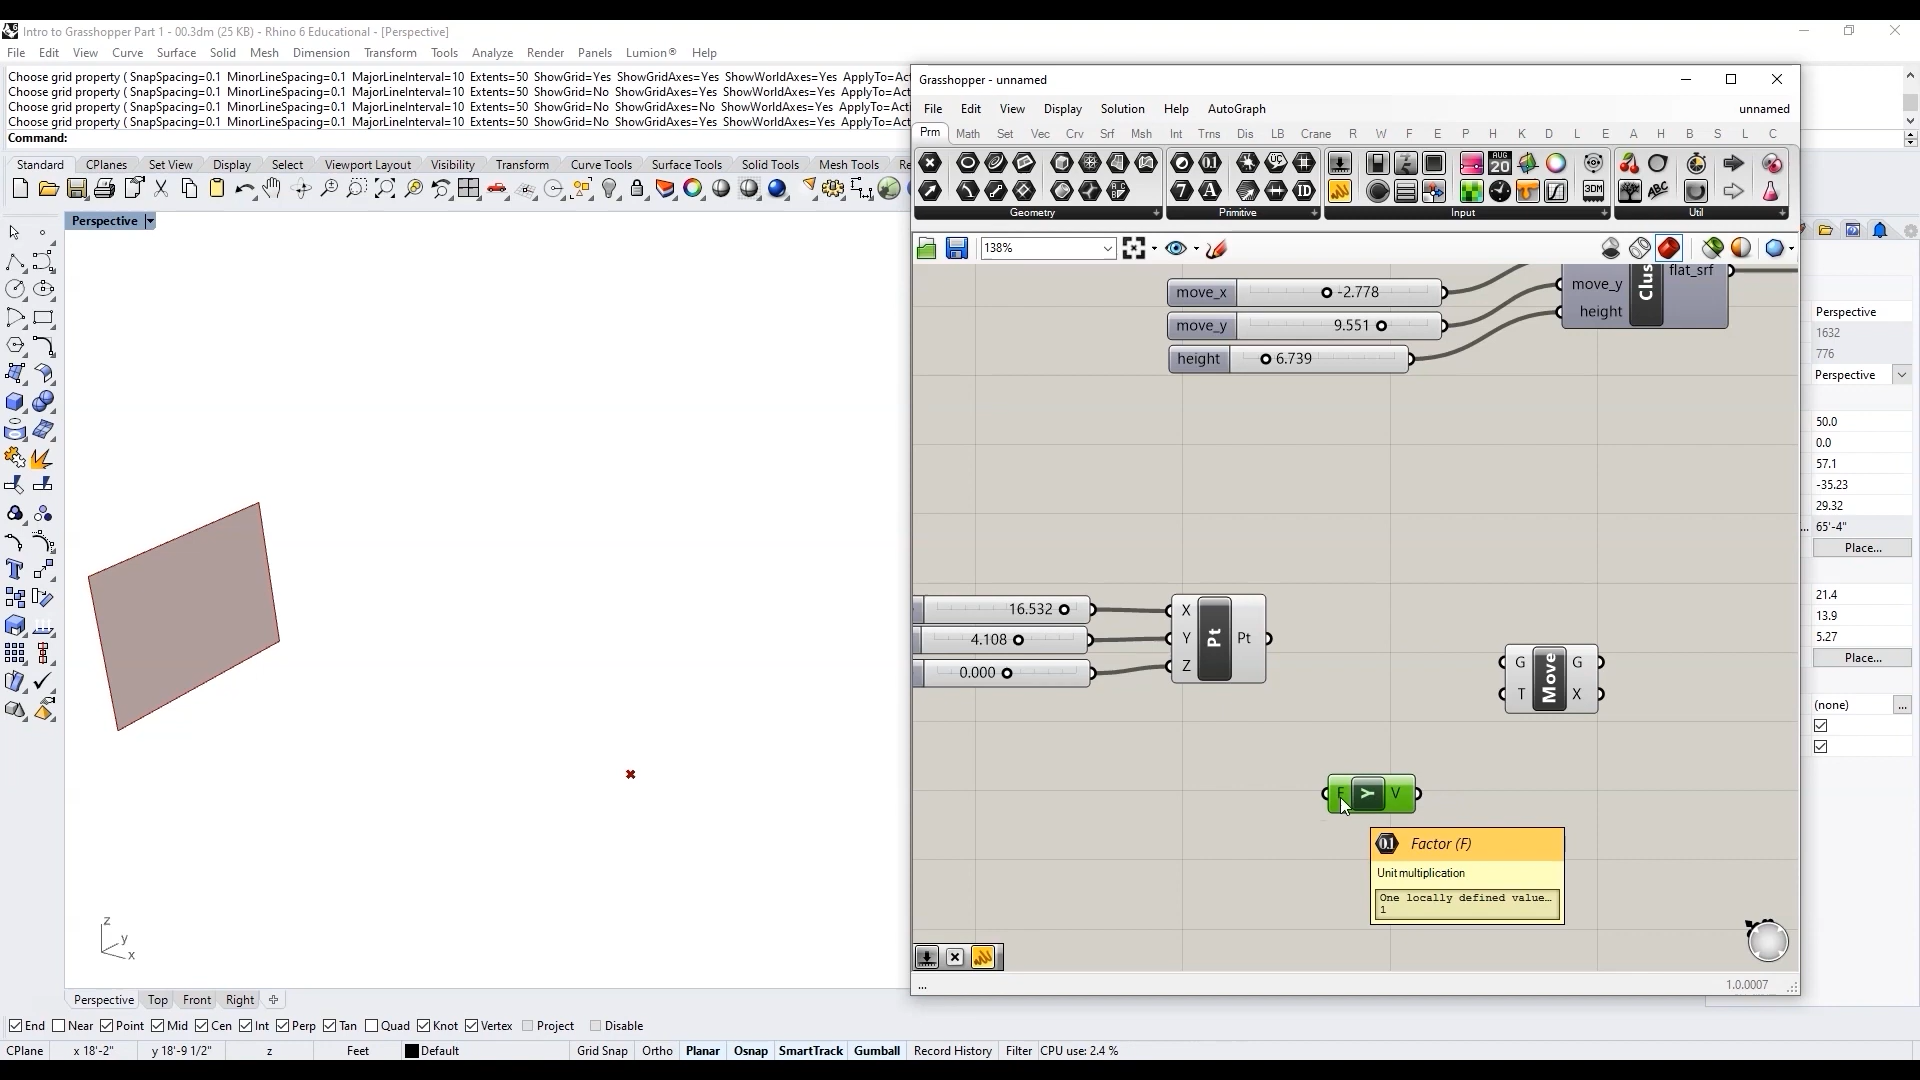 Intro to Grasshopper Part 1 - 00.3dm (25 KB) - Rhino 6 Educational - [Perspective]
File Edit View Curve Surface Solid Mesh Dimension Transform Tools Analyze Render Panels Lumion® Help
Choose grid property ( SnapSpacing=0.1 MinorLineSpacing=0.1 MajorLineInterval=10 Extents=50 ShowGrid=Yes ShowGridAxes=Yes ShowWorldAxes=Yes ApplyTo=Act
Choose grid property ( SnapSpacing=0.1 MinorLineSpacing=0.1 MajorLineInterval=10 Extents=50 ShowGrid=No ShowGridAxes=Yes ShowWorldAxes=Yes ApplyTo=Acti
Choose grid property ( SnapSpacing=0.1 MinorLineSpacing=0.1 MajorLineInterval=10 Extents=50 ShowGrid=No ShowGridAxes=No ShowWorldAxes=Yes ApplyTo=Activ
Choose grid property ( SnapSpacing=0.1 MinorLineSpacing=0.1 MajorLineInterval=10 Extents=50 ShowGrid=No ShowGridAxes=Yes ShowWorldAxes=Yes ApplyTo=Acti
Command:
Standard CPlanes Set View Display Select Viewport Layout Visibility Transform Curve Tools Surface Tools Solid Tools Mesh Tools Re
Perspective
Grasshopper - unnamed
File Edit View Display Solution Help AutoGraph unnamed
Prm Math Set Vec Crv Srf Msh Int Trns Dis LB Crane R W F E P H K D L E A H B S L C
Geometry Primitive Input Util
138%
flat_srf
move_x -2.778
move_y 9.551
height 6.739
move_y
height
Clus
16.532
4.108
0.000
X
Y
Z
Pt
Pt
G Move G
T X
F Y V
Factor (F)
Unit multiplication
One locally defined value...
1
...
1.0.0007
Perspective
1632
776
Perspective
50.0
0.0
57.1
-35.23
29.32
65'-4"
Place...
21.4
13.9
5.27
Place...
(none) ...
z
y
x
Perspective Top Front Right
End Near Point Mid Cen Int Perp Tan Quad Knot Vertex Project Disable
CPlane x 18'-2" y 18'-9 1/2" z Feet Default Grid Snap Ortho Planar Osnap SmartTrack Gumball Record History Filter CPU use: 2.4 %